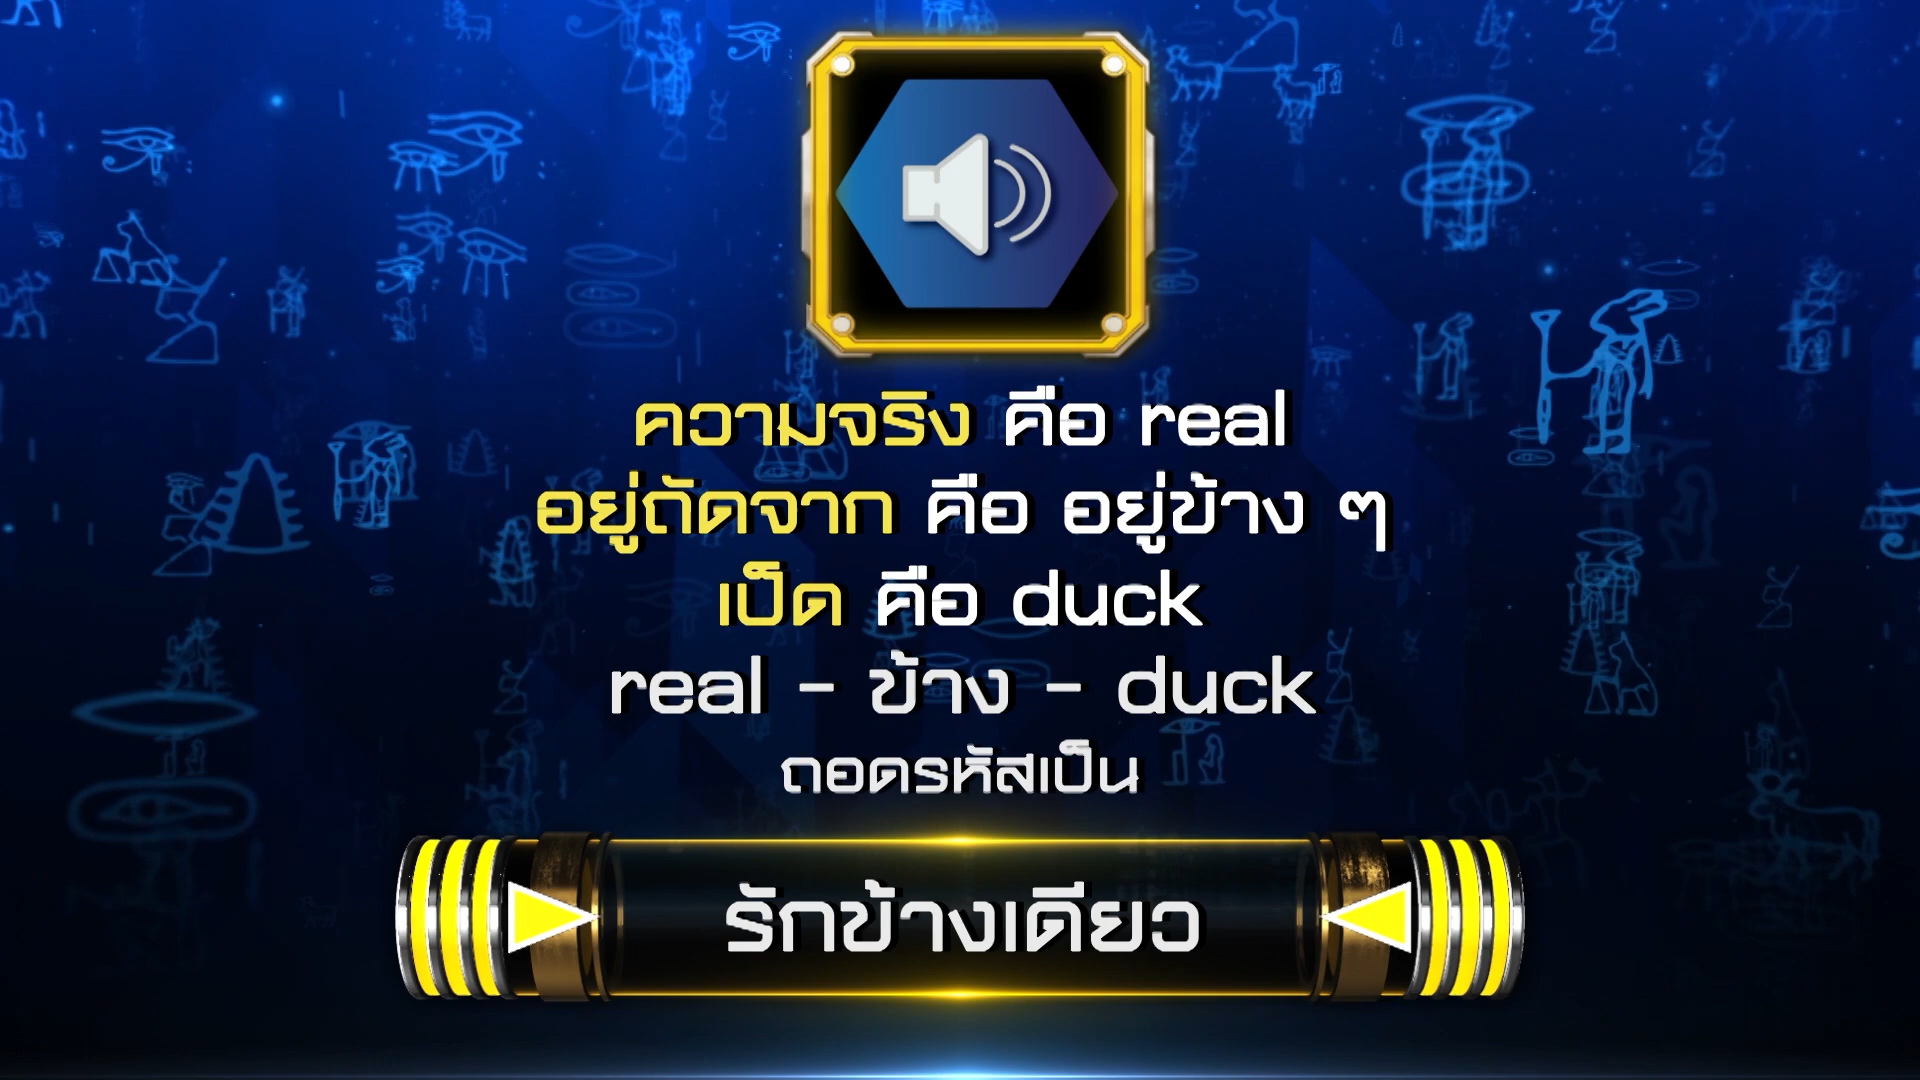 ความจริง คือ real
อยู่ถัดจาก คือ อยู่ข้าง ๆ
เป็ด คือ duck
real - ข้าง - duck
ถอดรหัสเป็น
รักข้างเดียว